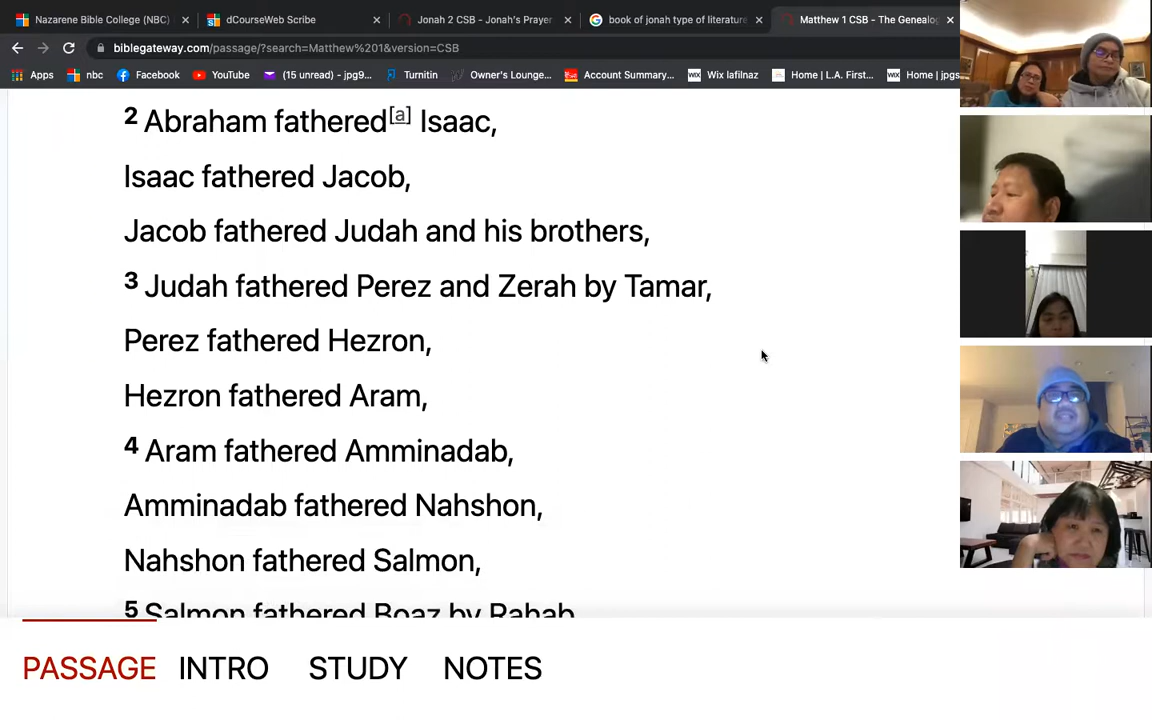 Nazarene Bible College (NBC)
dCourseWeb Scribe
Jonah 2 CSB - Jonah's Prayer
book of jonah type of literature
Matthew 1 CSB - The Genealog
biblegateway.com/passage/?search=Matthew%201&version=CSB
Apps nbc Facebook YouTube (15 unread) - jpg9... Turnitin Owner's Lounge... Account Summary... Wix lafilnaz Home | L.A. First... Home | jpgs
2 Abraham fathered[a] Isaac,
Isaac fathered Jacob,
Jacob fathered Judah and his brothers,
3 Judah fathered Perez and Zerah by Tamar,
Perez fathered Hezron,
Hezron fathered Aram,
4 Aram fathered Amminadab,
Amminadab fathered Nahshon,
Nahshon fathered Salmon,
5 Salmon fathered Boaz by Rahab
PASSAGE INTRO STUDY NOTES